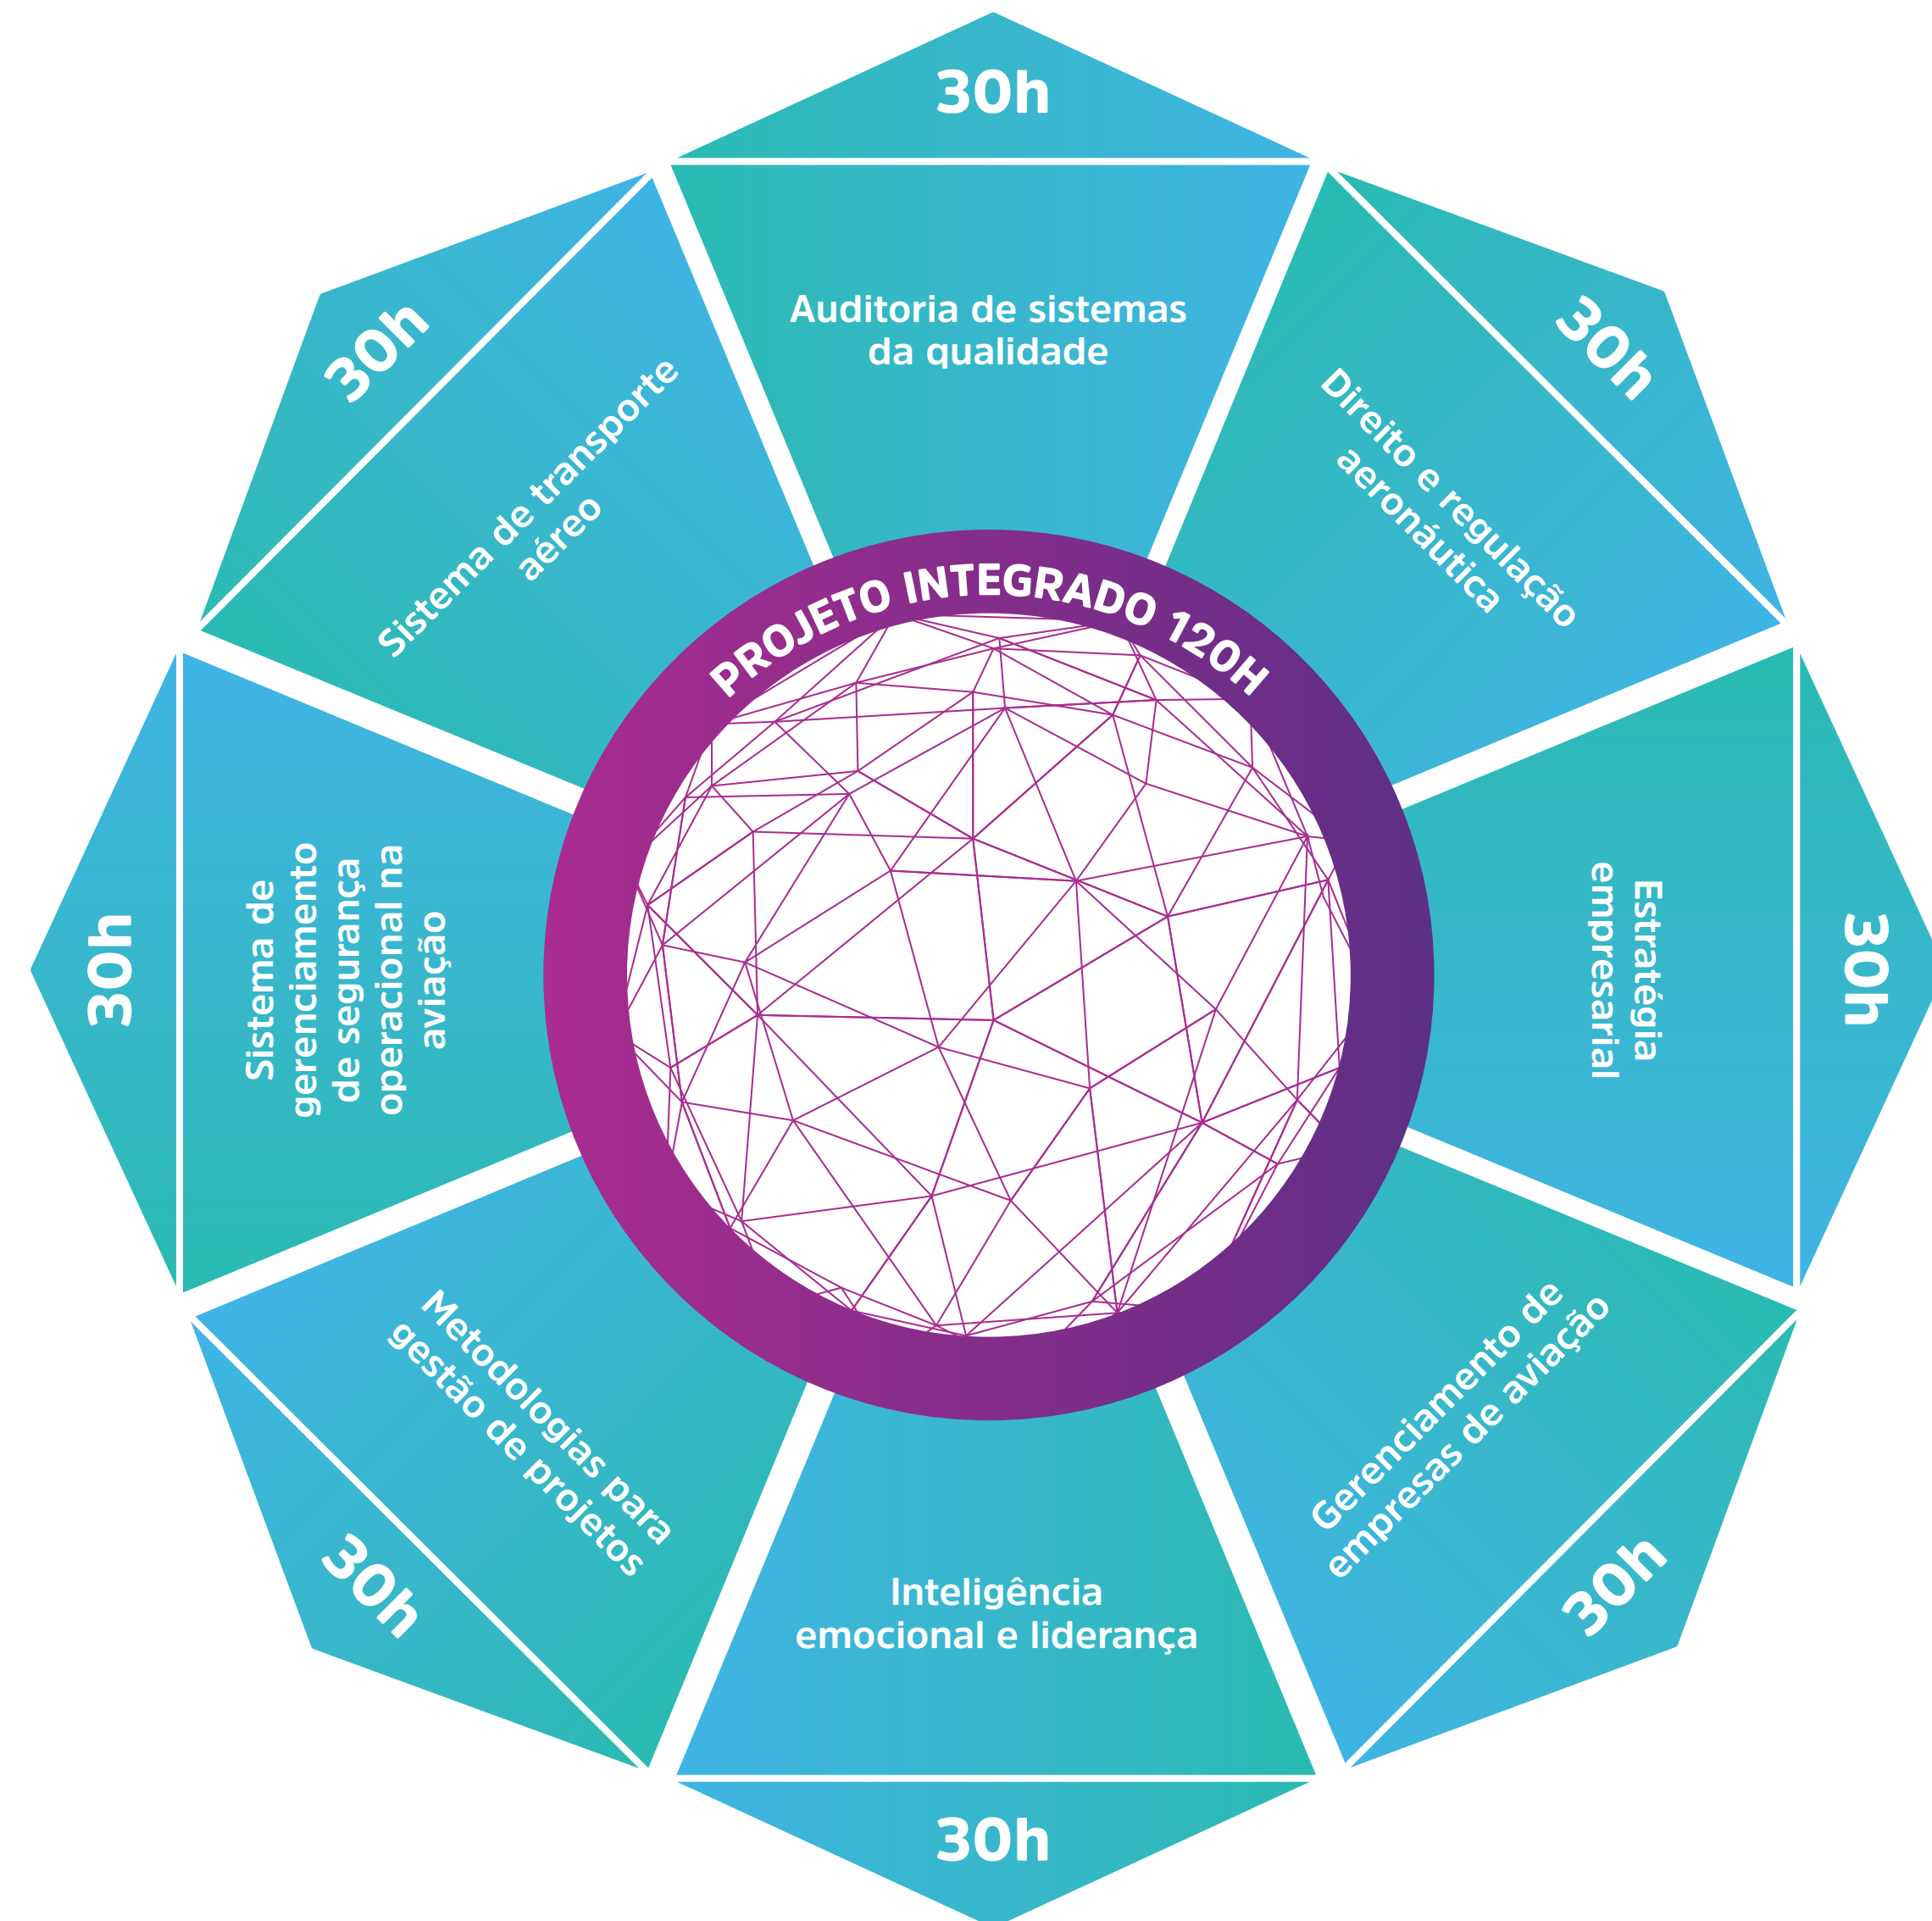 30h
Auditoria de sistemas
da qualidade
30h
Direito e regulação
aeronáutica
30h
Estratégia
empresarial
30h
Gerenciamento de
empresas de aviação
30h
Inteligência
emocional e liderança
30h
Metodologias para
gestão de projetos
30h
Sistema de
gerenciamento
de segurança
operacional na
aviação
30h
Sistema de transporte
aéreo
PROJETO INTEGRADO 120H